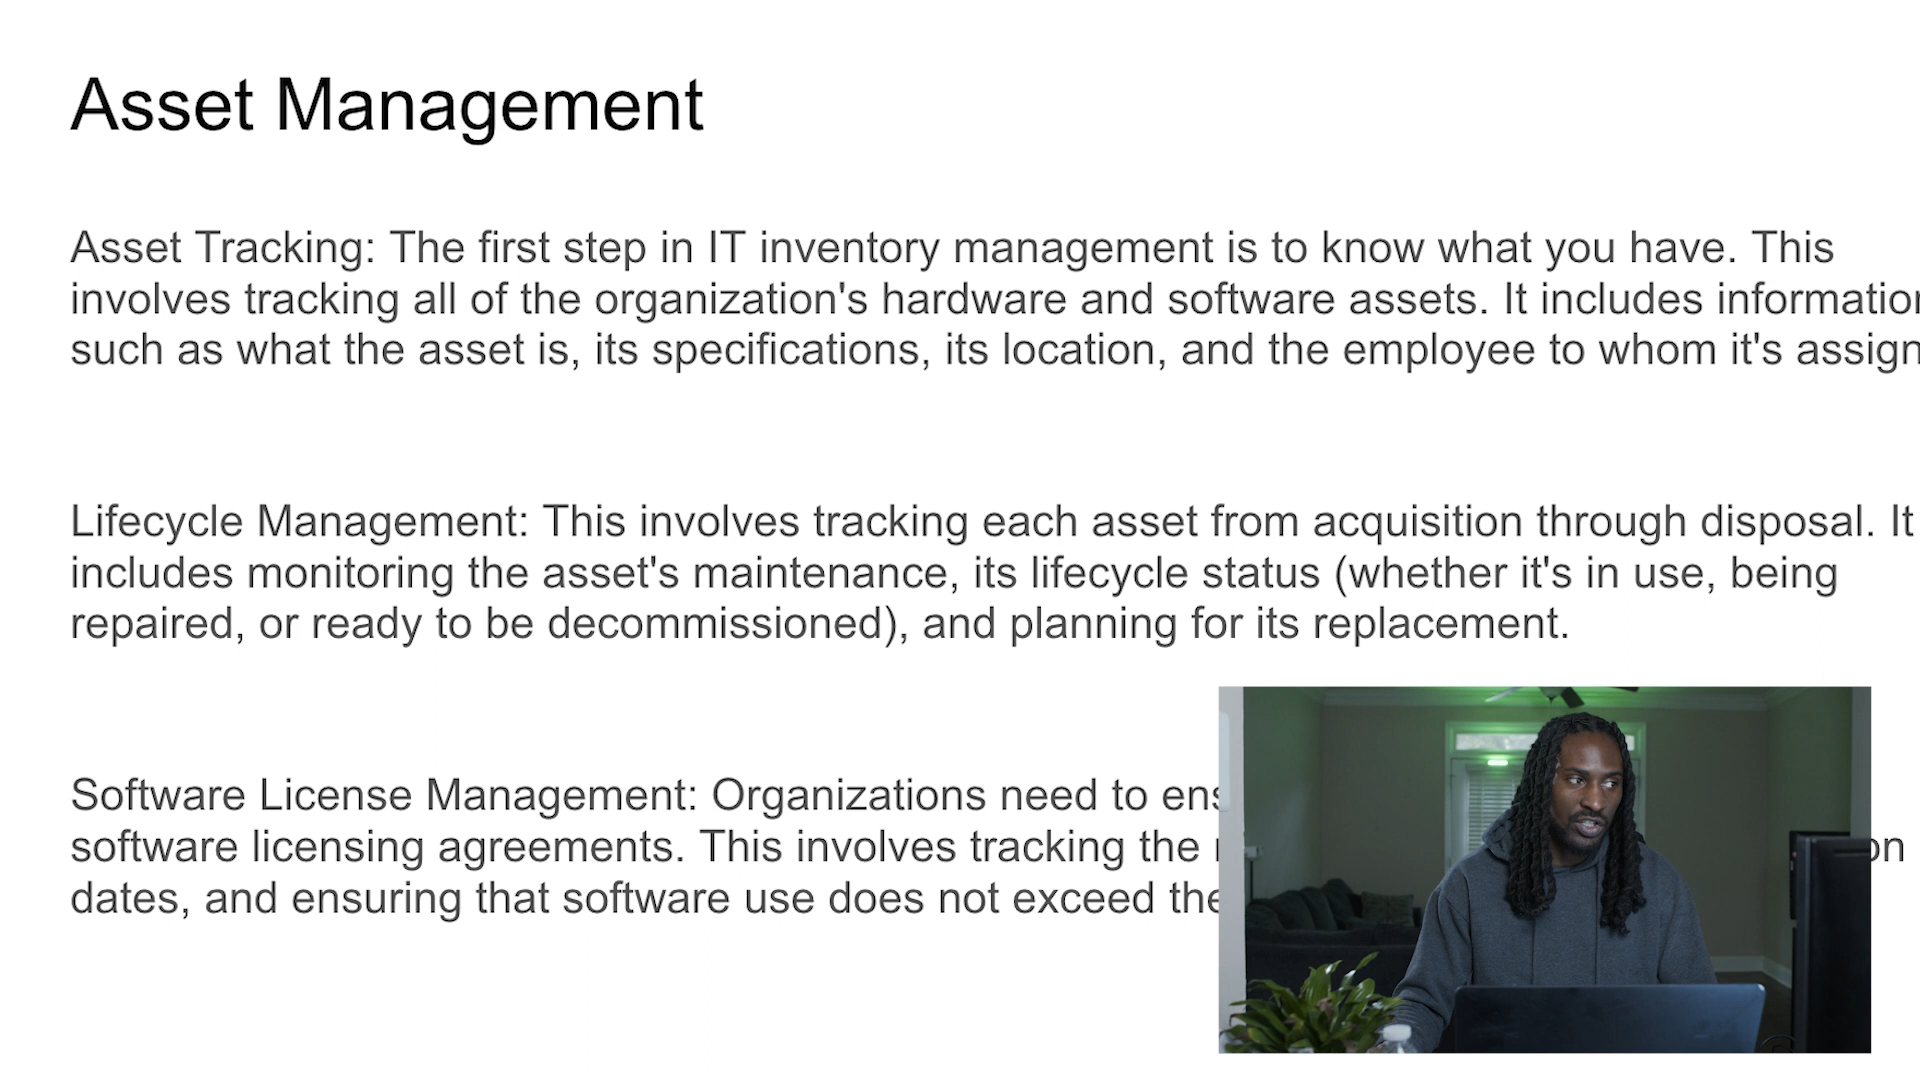 Asset Management
Asset Tracking: The first step in IT inventory management is to know what you have. This
involves tracking all of the organization's hardware and software assets. It includes information
such as what the asset is, its specifications, its location, and the employee to whom it's assign
Lifecycle Management: This involves tracking each asset from acquisition through disposal. It
includes monitoring the asset's maintenance, its lifecycle status (whether it's in use, being
repaired, or ready to be decommissioned), and planning for its replacement.
Software License Management: Organizations need to ens
software licensing agreements. This involves tracking the on
dates, and ensuring that software use does not exceed the